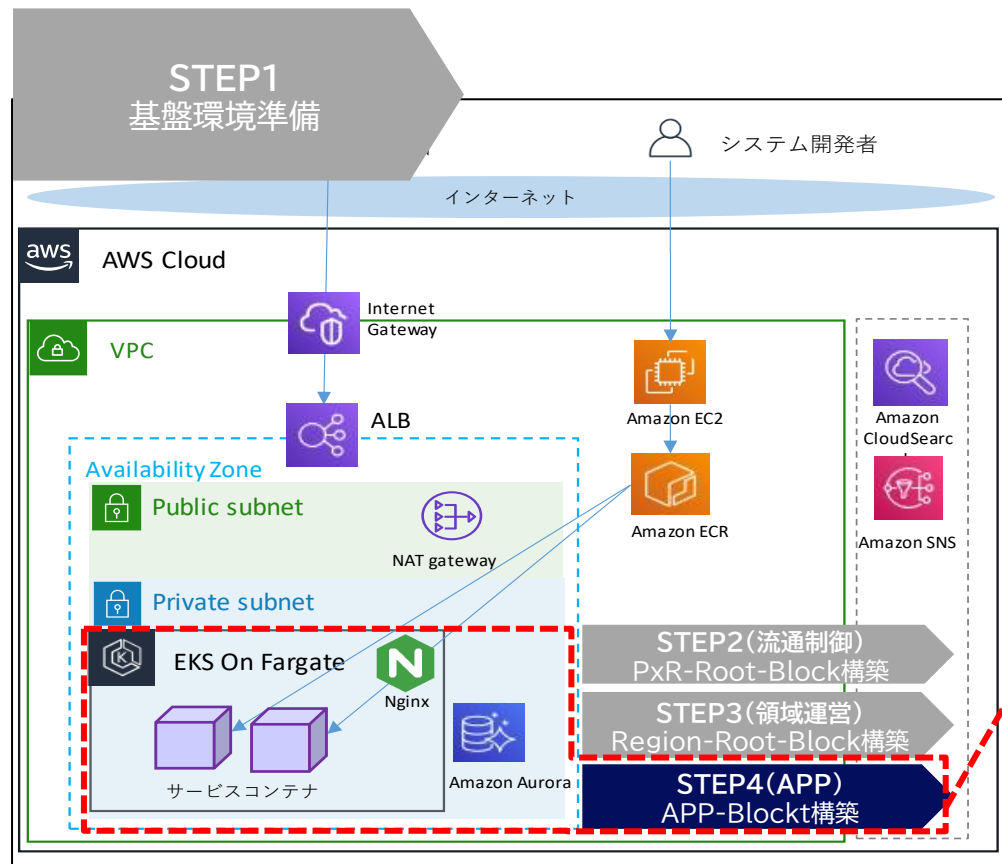 STEP1
基盤環境準備
システム開発者
インターネット
aws
AWS Cloud
Internet
Gateway
VPC
ALB
Amazon EC2
Amazon
CloudSearc
Availability Zone
Public subnet
NAT gateway
Amazon ECR
Amazon SNS
Private subnet
EKS On Fargate
Nginx
サービスコンテナ
Amazon Aurora
STEP2(流通制御)
PxR-Root-Block構築
STEP3(領域運営)
Region-Root-Block構築
STEP4(APP)
APP-Blockt構築